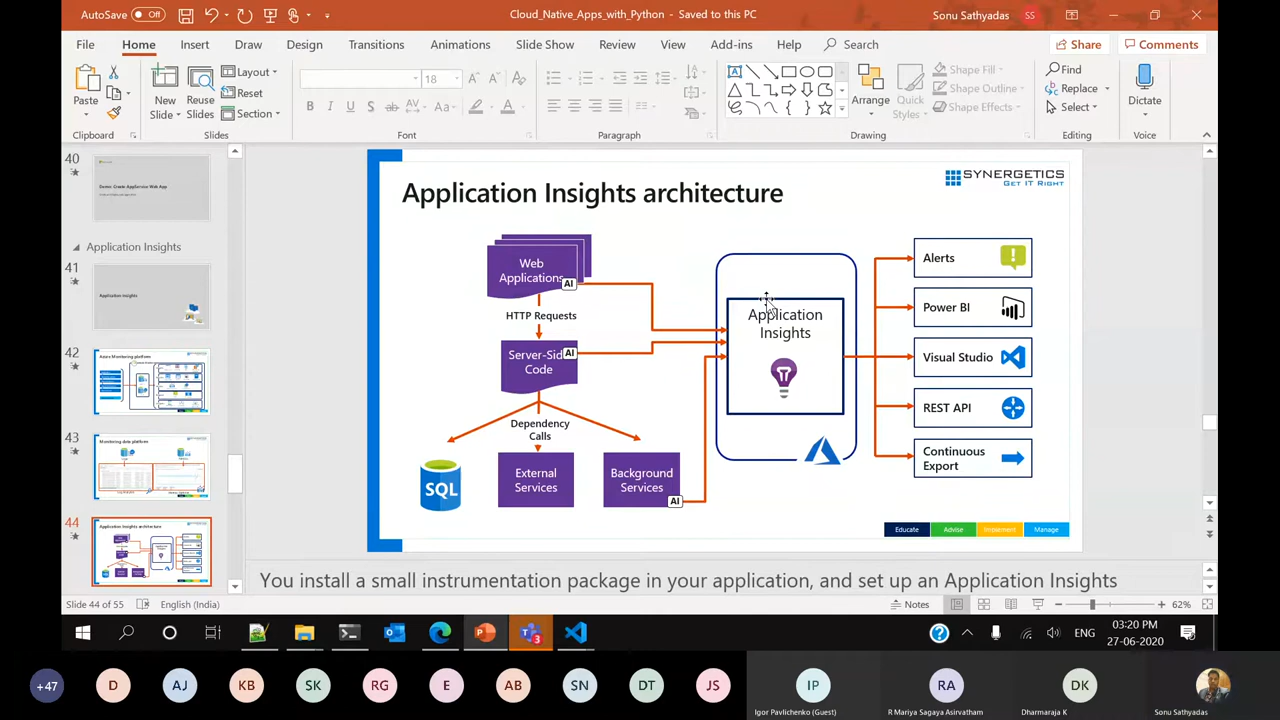 AutoSave Off
Cloud_Native_Apps_with_Python - Saved to this PC
Sonu Sathyadas SS
File Home Insert Draw Design Transitions Animations Slide Show Review View Add-ins Help Search
Share Comments
Paste
New Slide
Reuse Slides
Layout
Reset
Section
18
Arrange
Quick Styles
Shape Fill
Shape Outline
Shape Effects
Find
Replace
Select
Dictate
Clipboard Slides Font Paragraph Drawing Editing Voice
40
Application Insights
41
42
43
44
Application Insights architecture
SYNERGETICS
GET IT RIGHT
Web
Applications
AI
HTTP Requests
Server-Side
Code
AI
Dependency
Calls
SQL
External
Services
Background
Services
AI
Application
Insights
Alerts
Power BI
Visual Studio
REST API
Continuous
Export
Educate Advise Implement Manage
You install a small instrumentation package in your application, and set up an Application Insights
Slide 44 of 55 English (India) Notes 62%
3
ENG
03:20 PM
27-06-2020
+47 D AJ KB SK RG E AB SN DT JS IP RA DK
Igor Pavlichenko (Guest) R Mariya Sagaya Asirvatham Dharmaraja K Sonu Sathyadas